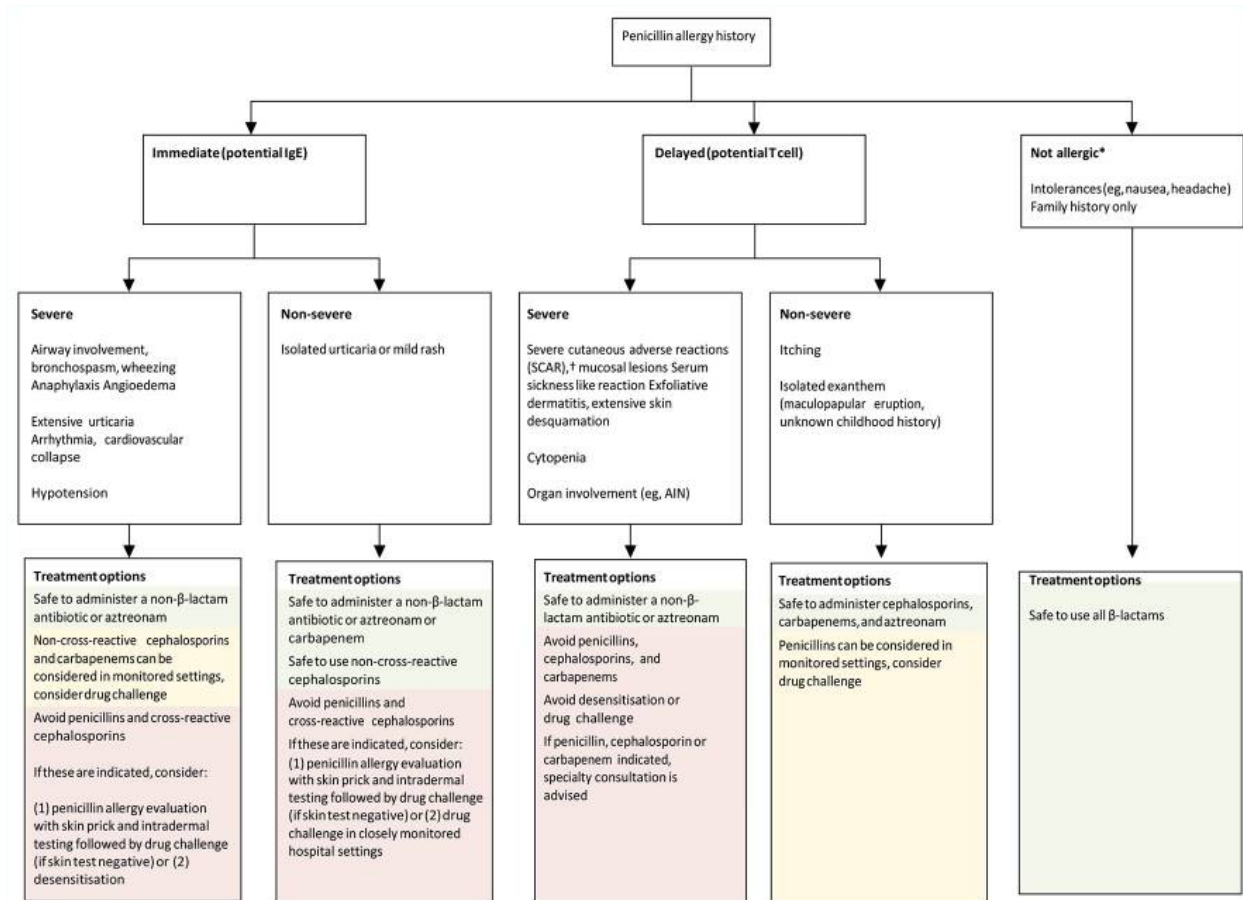 Penicillin allergy history
Immediate (potential IgE)
Delayed (potential T cell)
Not allergic*
Intolerances (eg, nausea, headache)
Family history only
Severe
Airway involvement,
bronchospasm, wheezing
Anaphylaxis Angioedema
Extensive urticaria
Arrhythmia, cardiovascular
collapse
Hypotension
Non-severe
Isolated urticaria or mild rash
Severe
Severe cutaneous adverse reactions
(SCAR),† mucosal lesions Serum
sickness like reaction Exfoliative
dermatitis, extensive skin
desquamation
Cytopenia
Organ involvement (eg, AIN)
Non-severe
Itching
Isolated exanthem
(maculopapular eruption,
unknown childhood history)
Treatment options
Safe to administer a non-β-lactam
antibiotic or aztreonam
Non-cross-reactive cephalosporins
and carbapenems can be
considered in monitored settings,
consider drug challenge
Avoid penicillins and cross-reactive
cephalosporins
If these are indicated, consider:
(1) penicillin allergy evaluation
with skin prick and intradermal
testing followed by drug challenge
(if skin test negative) or (2)
desensitisation
Treatment options
Safe to administer a non-β-lactam
antibiotic or aztreonam or
carbapenem
Safe to use non-cross-reactive
cephalosporins
Avoid penicillins and
cross-reactive cephalosporins
If these are indicated, consider:
(1) penicillin allergy evaluation
with skin prick and intradermal
testing followed by drug challenge
(if skin test negative) or (2) drug
challenge in closely monitored
hospital settings
Treatment options
Safe to administer a non-β-
lactam antibiotic or aztreonam
Avoid penicillins,
cephalosporins, and
carbapenems
Avoid desensitisation or
drug challenge
If penicillin, cephalosporin or
carbapenem indicated,
specialty consultation is
advised
Treatment options
Safe to administer cephalosporins,
carbapenems, and aztreonam
Penicillins can be considered in
monitored settings, consider
drug challenge
Treatment options
Safe to use all β-lactams